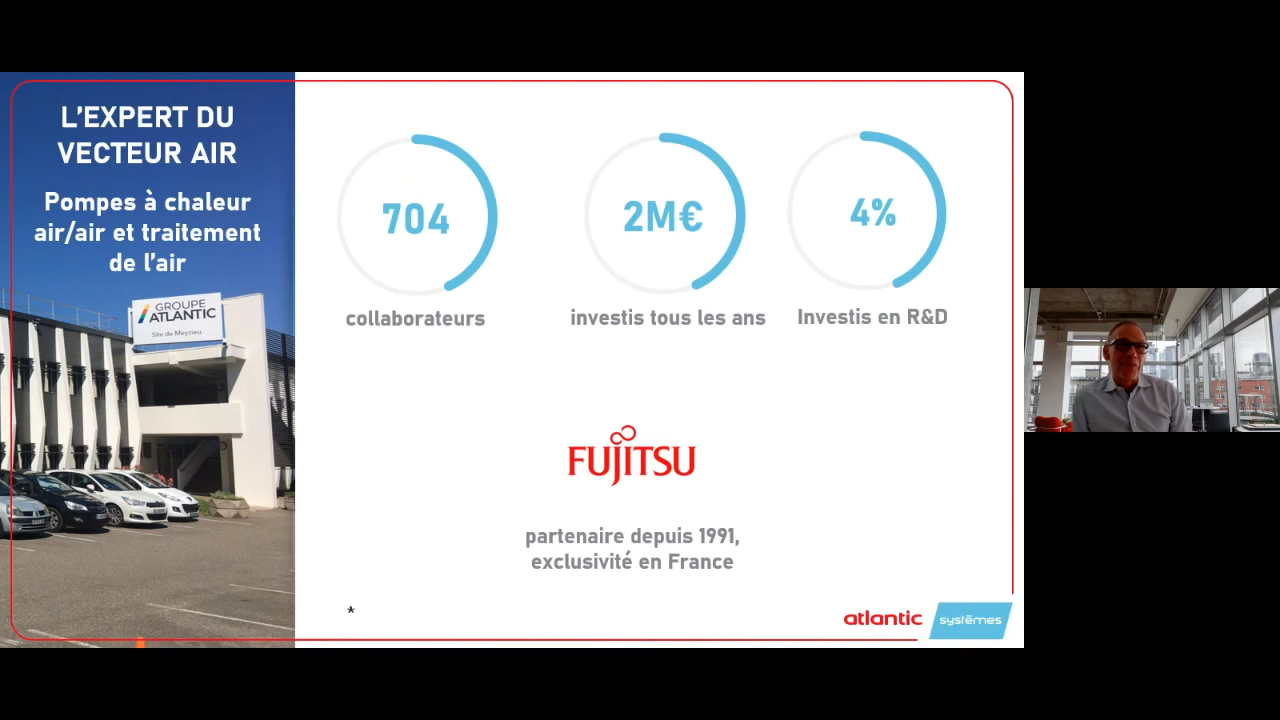 L'EXPERT DU
VECTEUR AIR
Pompes à chaleur
air/air et traitement
de l'air
GROUPE
ATLANTIC
Site de Meyzieu
704
collaborateurs
2M€
investis tous les ans
4%
Investis en R&D
FUJITSU
partenaire depuis 1991,
exclusivité en France
*
atlantic systèmes